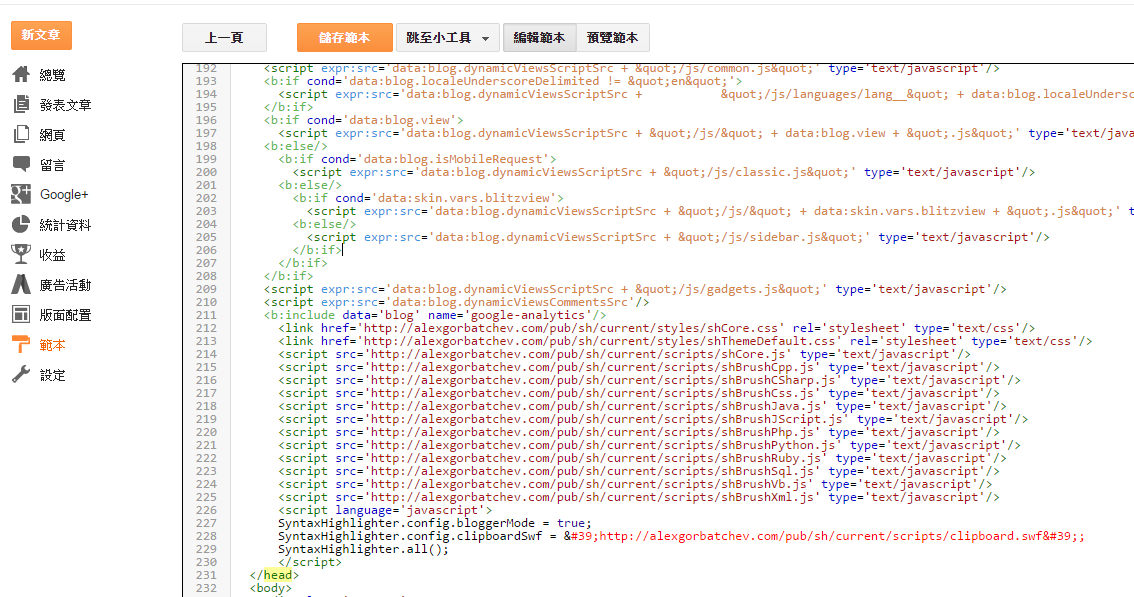 新文章
上一頁 儲存範本 跳至小工具 編輯範本 預覽範本
總覽
發表文章
網頁
留言
Google+
統計資料
收益
廣告活動
版面配置
範本
設定
192 <script expr:src='data:blog.dynamicViewsScriptSrc + &quot;/js/common.js&quot;' type='text/javascript'/>
193 <b:if cond='data:blog.localeUnderscoreDelimited != &quot;en&quot;'>
194 <script expr:src='data:blog.dynamicViewsScriptSrc + &quot;/js/languages/lang__&quot; + data:blog.localeUndersc
195 </b:if>
196 <b:if cond='data:blog.view'>
197 <script expr:src='data:blog.dynamicViewsScriptSrc + &quot;/js/&quot; + data:blog.view + &quot;.js&quot;' type='text/java
198 <b:else/>
199 <b:if cond='data:blog.isMobileRequest'>
200 <script expr:src='data:blog.dynamicViewsScriptSrc + &quot;/js/classic.js&quot;' type='text/javascript'/>
201 <b:else/>
202 <b:if cond='data:skin.vars.blitzview'>
203 <script expr:src='data:blog.dynamicViewsScriptSrc + &quot;/js/&quot; + data:skin.vars.blitzview + &quot;.js&quot;' t
204 <b:else/>
205 <script expr:src='data:blog.dynamicViewsScriptSrc + &quot;/js/sidebar.js&quot;' type='text/javascript'/>
206 </b:if>
207 </b:if>
208 </b:if>
209 <script expr:src='data:blog.dynamicViewsScriptSrc + &quot;/js/gadgets.js&quot;' type='text/javascript'/>
210 <script expr:src='data:blog.dynamicViewsCommentsSrc'/>
211 <b:include data='blog' name='google-analytics'/>
212 <link href='http://alexgorbatchev.com/pub/sh/current/styles/shCore.css' rel='stylesheet' type='text/css'/>
213 <link href='http://alexgorbatchev.com/pub/sh/current/styles/shThemeDefault.css' rel='stylesheet' type='text/css'/>
214 <script src='http://alexgorbatchev.com/pub/sh/current/scripts/shCore.js' type='text/javascript'/>
215 <script src='http://alexgorbatchev.com/pub/sh/current/scripts/shBrushCpp.js' type='text/javascript'/>
216 <script src='http://alexgorbatchev.com/pub/sh/current/scripts/shBrushCSharp.js' type='text/javascript'/>
217 <script src='http://alexgorbatchev.com/pub/sh/current/scripts/shBrushCss.js' type='text/javascript'/>
218 <script src='http://alexgorbatchev.com/pub/sh/current/scripts/shBrushJava.js' type='text/javascript'/>
219 <script src='http://alexgorbatchev.com/pub/sh/current/scripts/shBrushJScript.js' type='text/javascript'/>
220 <script src='http://alexgorbatchev.com/pub/sh/current/scripts/shBrushPhp.js' type='text/javascript'/>
221 <script src='http://alexgorbatchev.com/pub/sh/current/scripts/shBrushPython.js' type='text/javascript'/>
222 <script src='http://alexgorbatchev.com/pub/sh/current/scripts/shBrushRuby.js' type='text/javascript'/>
223 <script src='http://alexgorbatchev.com/pub/sh/current/scripts/shBrushSql.js' type='text/javascript'/>
224 <script src='http://alexgorbatchev.com/pub/sh/current/scripts/shBrushVb.js' type='text/javascript'/>
225 <script src='http://alexgorbatchev.com/pub/sh/current/scripts/shBrushXml.js' type='text/javascript'/>
226 <script language='javascript'>
227 SyntaxHighlighter.config.bloggerMode = true;
228 SyntaxHighlighter.config.clipboardSwf = &#39;http://alexgorbatchev.com/pub/sh/current/scripts/clipboard.swf&#39;;
229 SyntaxHighlighter.all();
230 </script>
231 </head>
232 <body>